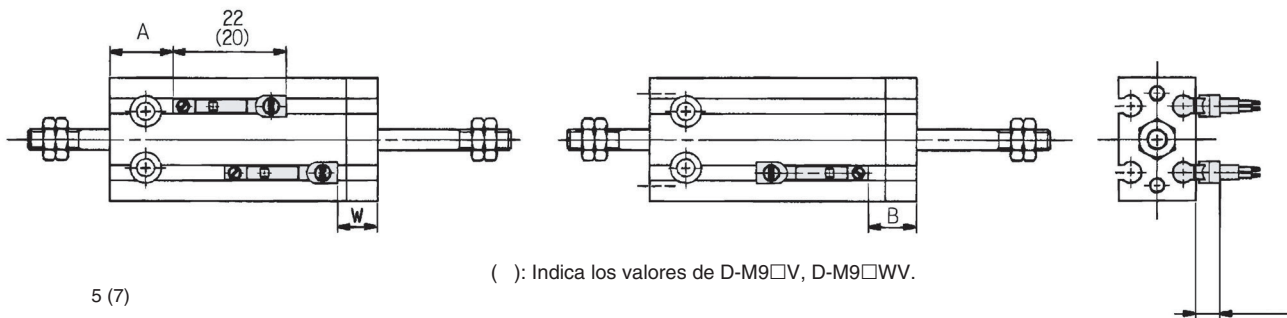 22
A
(20)
W
B
( ): Indica los valores de D-M9□V, D-M9□WV.
5 (7)